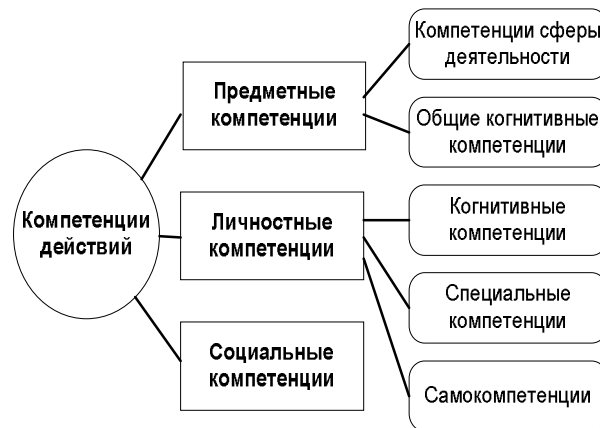 Компетенции
действий
Предметные
компетенции
Личностные
компетенции
Социальные
компетенции
Компетенции сферы
деятельности
Общие когнитивные
компетенции
Когнитивные
компетенции
Специальные
компетенции
Самокомпетенции